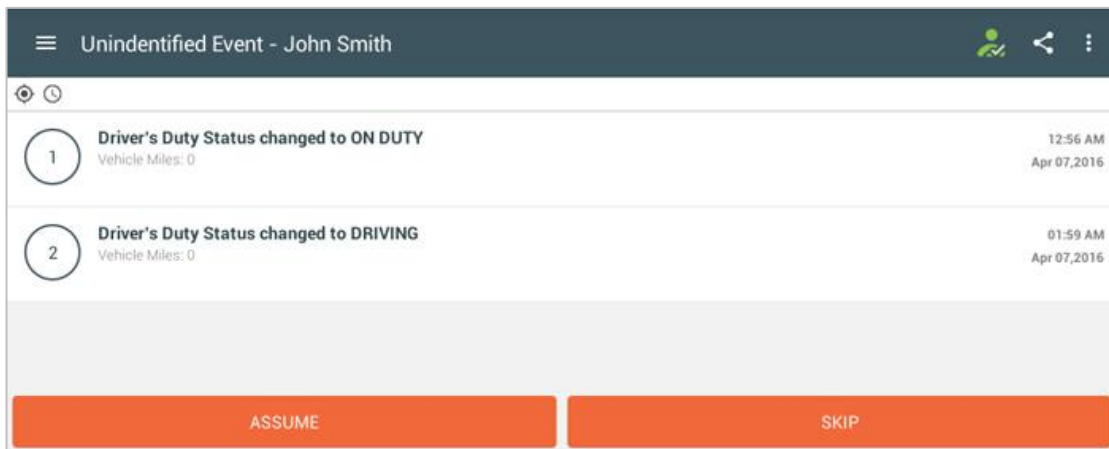 Unindentified Event - John Smith
1
Driver's Duty Status changed to ON DUTY
12:56 AM
Vehicle Miles: 0
Apr 07,2016
2
Driver's Duty Status changed to DRIVING
01:59 AM
Vehicle Miles: 0
Apr 07,2016
ASSUME
SKIP